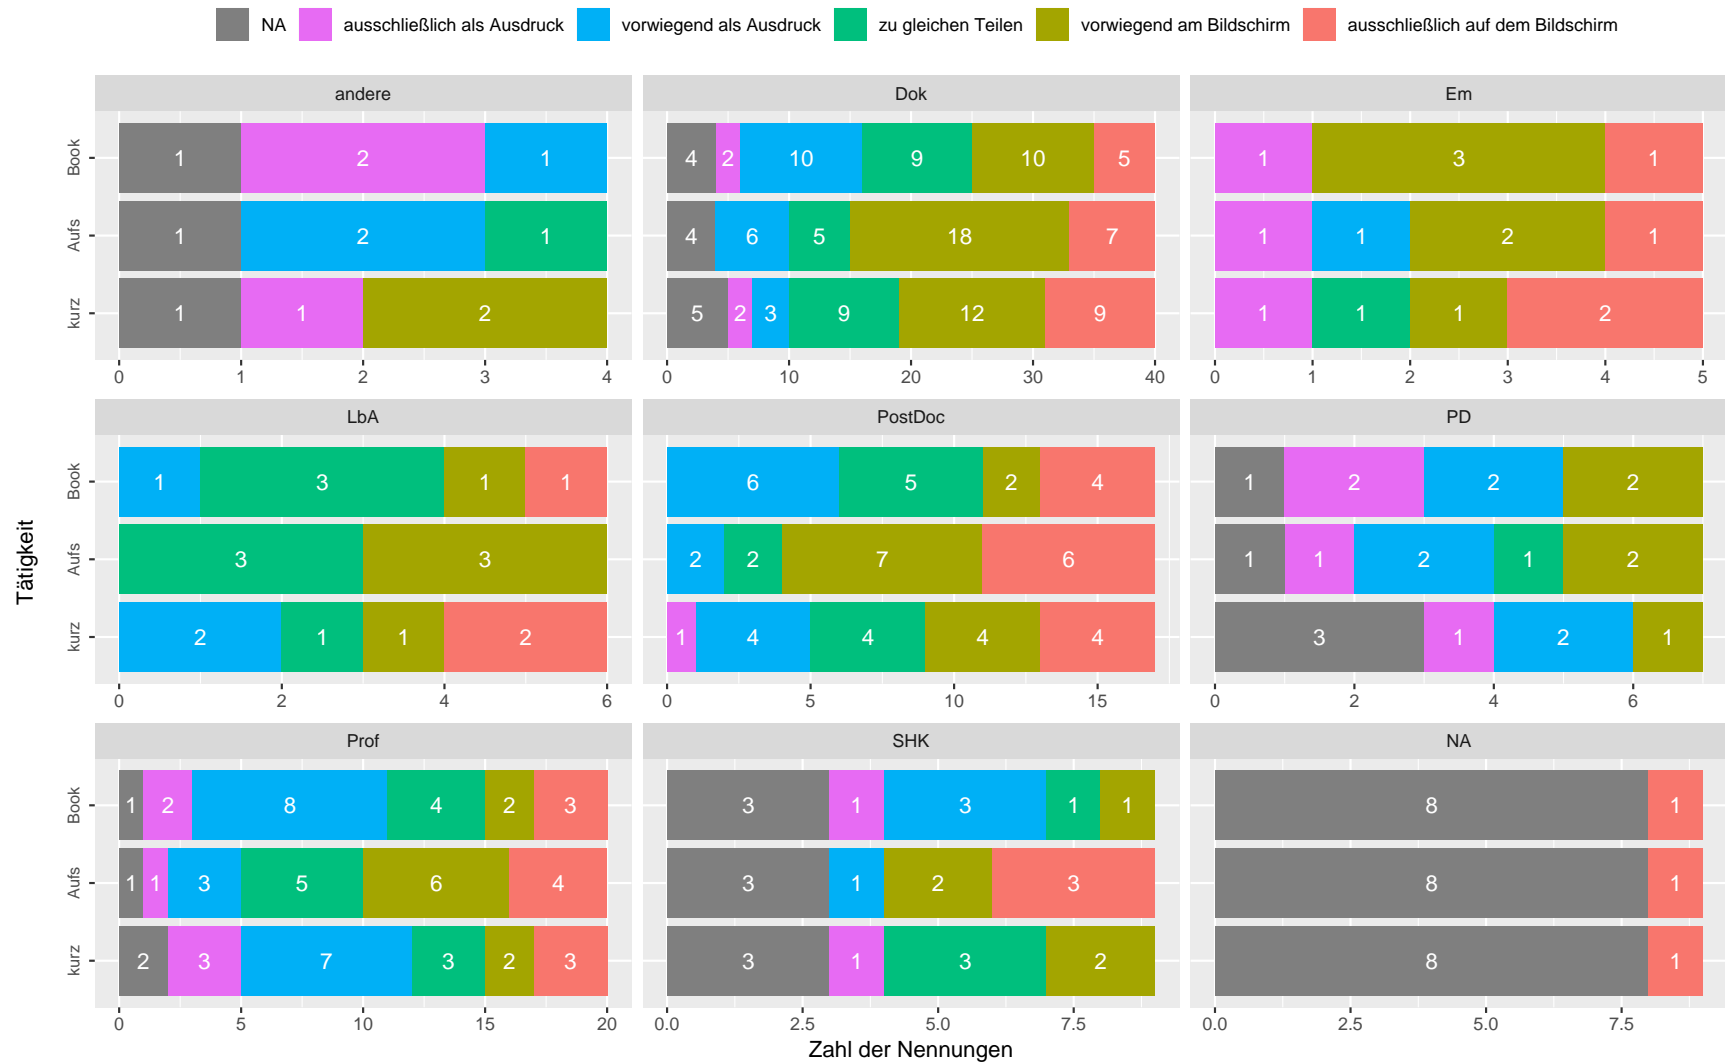 NA ausschließlich als Ausdruck vorwiegend als Ausdruck zu gleichen Teilen vorwiegend am Bildschirm ausschließlich auf dem Bildschirm
andere Dok Em
Book 1 2 1 4 2 10 9 10 5 1 3 1
Aufs 1 2 1 4 6 5 18 7 1 1 2 1
kurz 1 1 2 5 2 3 9 12 9 1 1 1 2
0 1 2 3 4 0 10 20 30 40 0 1 2 3 4 5
LbA PostDoc PD
Book 1 3 1 1 6 5 2 4 1 2 2 2
Aufs 3 3 2 2 7 6 1 1 2 1 2
kurz 2 1 1 2 1 4 4 4 4 3 1 2 1
0 2 4 6 0 5 10 15 0 2 4 6
Prof SHK NA
Book 1 2 8 4 2 3 3 1 3 1 1 8 1
Aufs 1 1 3 5 6 4 3 1 2 3 8 1
kurz 2 3 7 3 2 3 3 1 3 2 8 1
0 5 10 15 20 0.0 2.5 5.0 7.5 0.0 2.5 5.0 7.5
Zahl der Nennungen
Tätigkeit